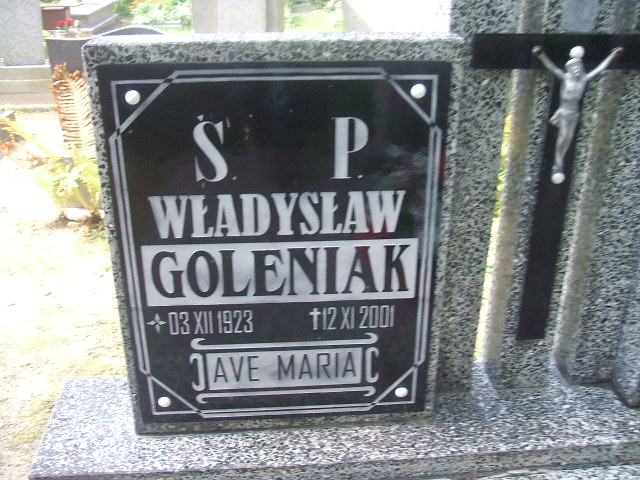 Ś. P.
WŁADYSŁAW
GOLENIAK
03 XII 1923 †12 XI 2001
AVE MARIA